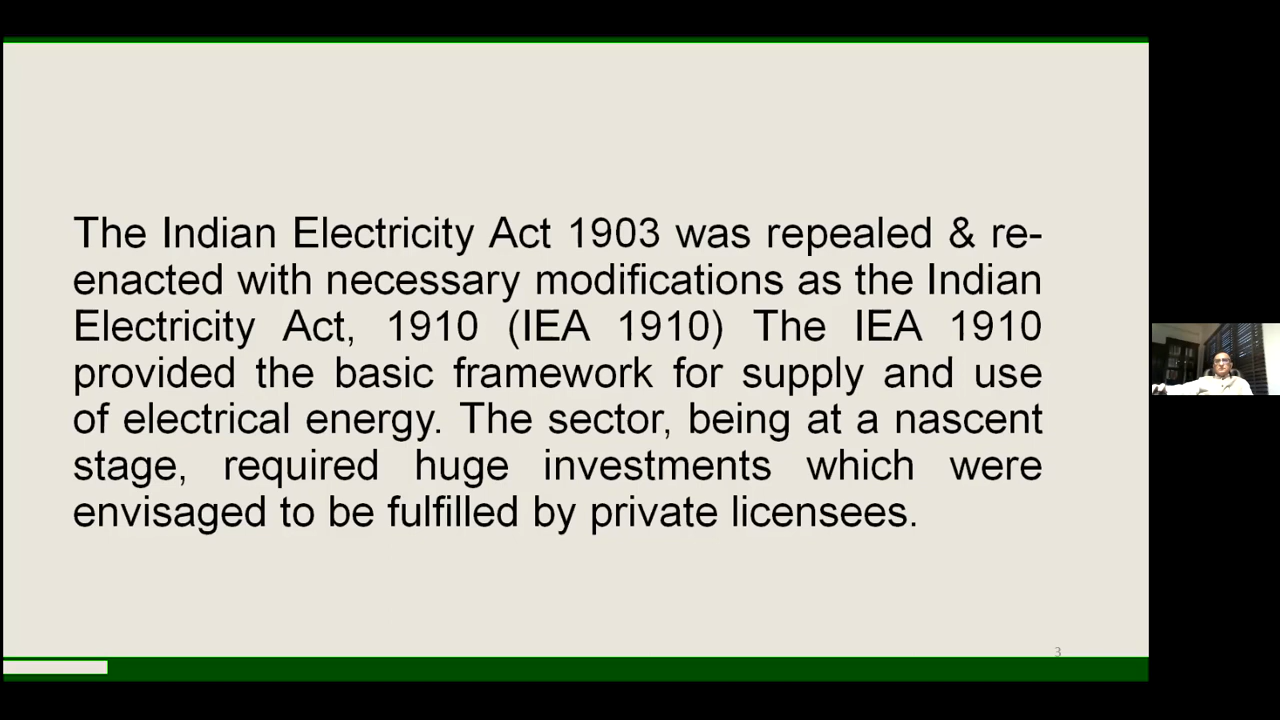 The Indian Electricity Act 1903 was repealed & re-
enacted with necessary modifications as the Indian
Electricity Act, 1910 (IEA 1910) The IEA 1910
provided the basic framework for supply and use
of electrical energy. The sector, being at a nascent
stage, required huge investments which were
envisaged to be fulfilled by private licensees.
3